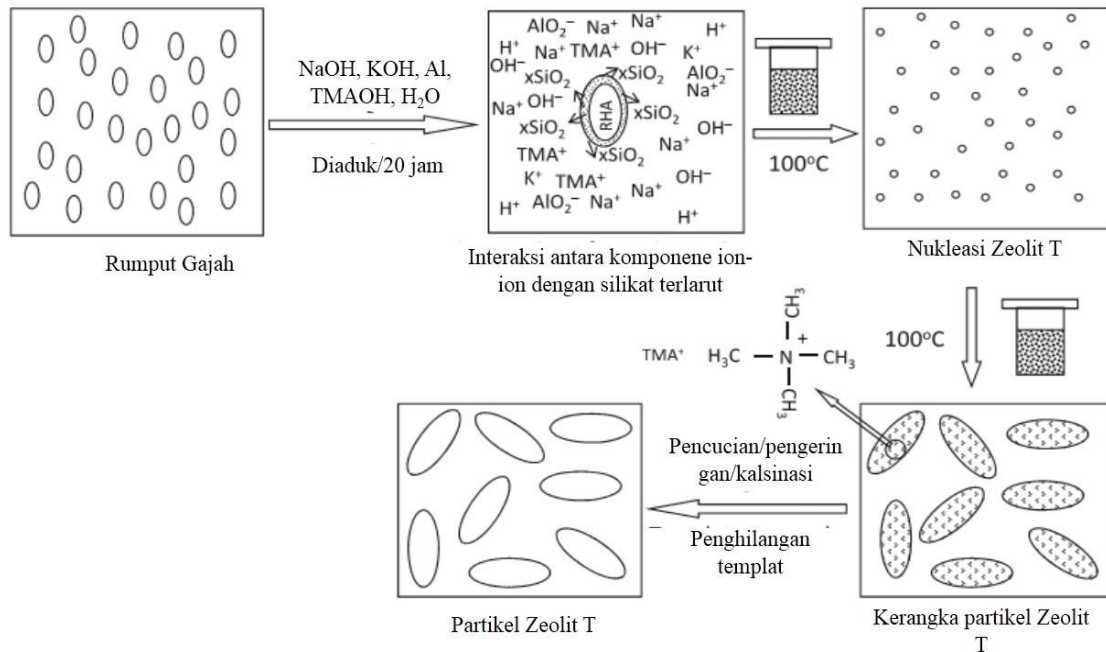 NaOH, KOH, Al,
TMAOH, H₂O
Diaduk/20 jam
Rumput Gajah
AlO₂⁻ Na⁺ H⁺
H⁺ Na⁺ TMA⁺ OH⁻ K⁺
OH⁻ xSiO₂ xSiO₂ AlO₂⁻
Na⁺
Na⁺ OH⁻ RHA xSiO₂
xSiO₂ OH⁻
TMA⁺ xSiO₂ Na⁺
K⁺ TMA⁺ Na⁺ OH⁻
H⁺ AlO₂⁻ Na⁺ H⁺
Interaksi antara komponene ion-
ion dengan silikat terlarut
100°C
Nukleasi Zeolit T
100°C
TMA⁺
CH₃
+
H₃C — N — CH₃
CH₃
Pencucian/pengerin
gan/kalsinasi
Penghilangan
templat
Partikel Zeolit T
Kerangka partikel Zeolit
T